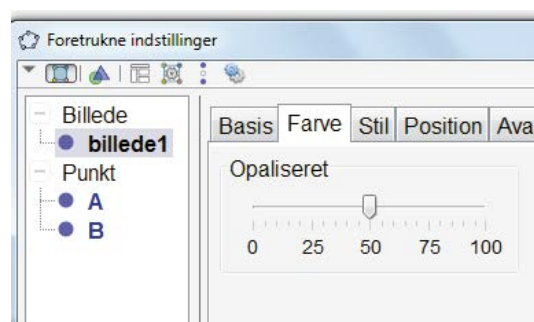 Foretrukne indstillinger
Billede
billede1
Punkt
A
B
Basis Farve Stil Position Ava
Opaliseret
0 25 50 75 100